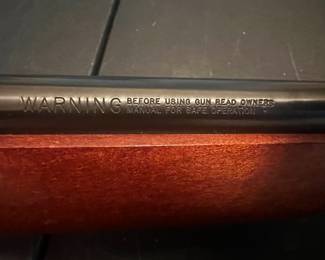 WARNING BEFORE USING GUN READ OWNERS
MANUAL FOR SAFE OPERATION